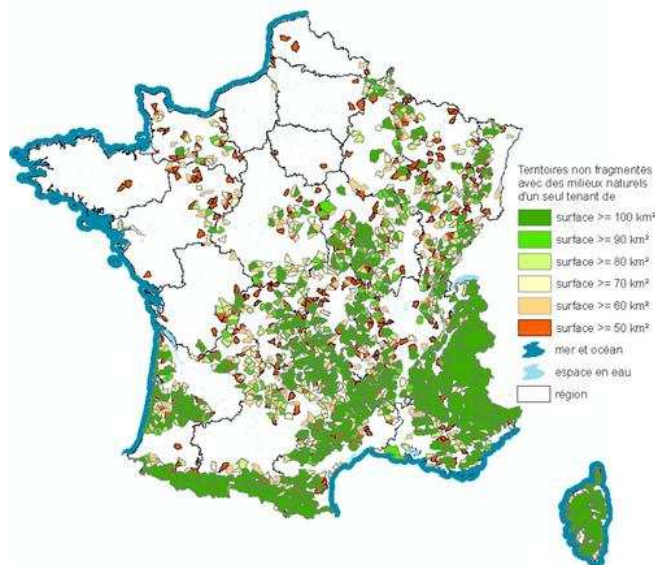 Territoires non fragmentés
avec des milieux naturels
d'un seul tenant de
surface >= 100 km²
surface >= 90 km²
surface >= 80 km²
surface >= 70 km²
surface >= 60 km²
surface >= 50 km²
mer et océan
espace en eau
région